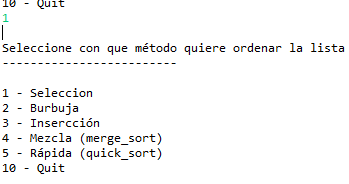 10 - Quit
1
Seleccione con que método quiere ordenar la lista
-------------------------
1 - Seleccion
2 - Burbuja
3 - Insercción
4 - Mezcla (merge_sort)
5 - Rápida (quick_sort)
10 - Quit